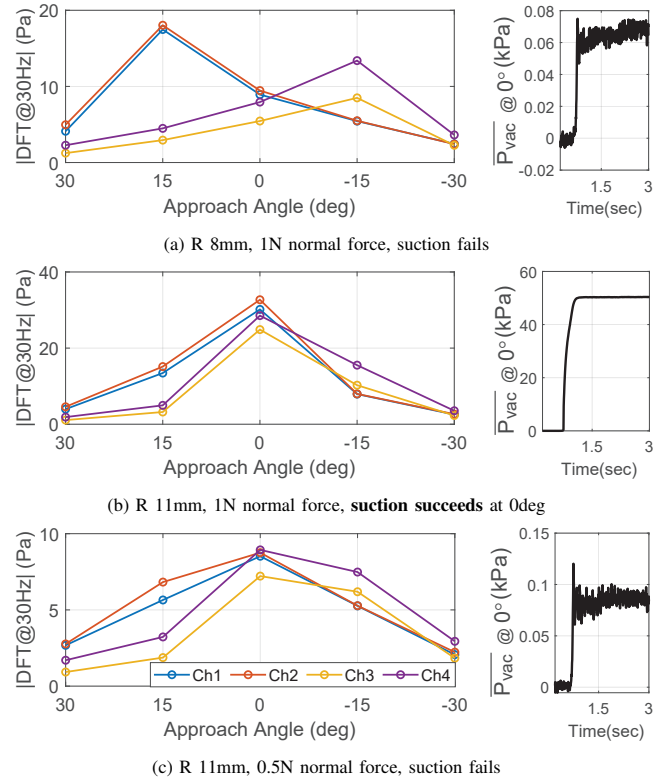 |DFT@30Hz| (Pa)
20
10
0
30 15 0 -15 -30
Approach Angle (deg)
P_vac @ 0° (kPa)
0.08
0.06
0.04
0.02
0
-0.02
1.5 3
Time(sec)
(a) R 8mm, 1N normal force, suction fails
|DFT@30Hz| (Pa)
40
20
0
30 15 0 -15 -30
Approach Angle (deg)
P_vac @ 0° (kPa)
60
40
20
0
1.5 3
Time(sec)
(b) R 11mm, 1N normal force, suction succeeds at 0deg
|DFT@30Hz| (Pa)
10
5
0
Ch1 Ch2 Ch3 Ch4
30 15 0 -15 -30
Approach Angle (deg)
P_vac @ 0° (kPa)
0.15
0.1
0.05
0
1.5 3
Time(sec)
(c) R 11mm, 0.5N normal force, suction fails